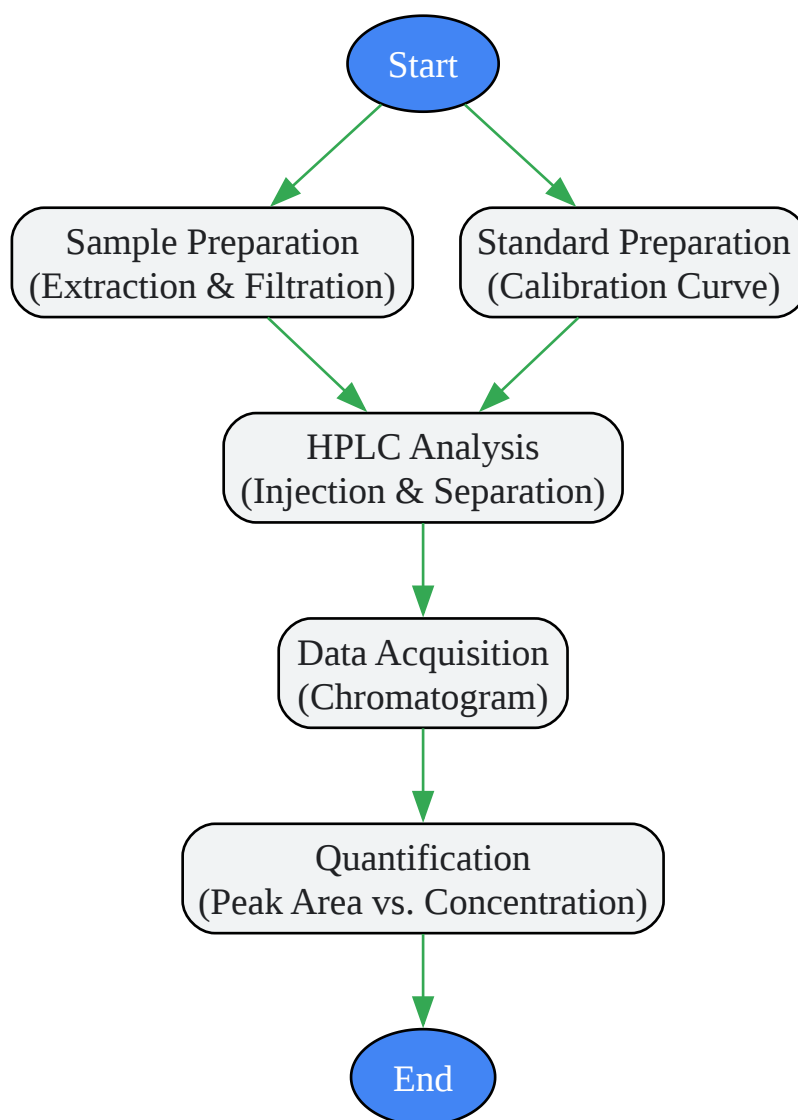 Start
Sample Preparation
(Extraction & Filtration)
Standard Preparation
(Calibration Curve)
HPLC Analysis
(Injection & Separation)
Data Acquisition
(Chromatogram)
Quantification
(Peak Area vs. Concentration)
End